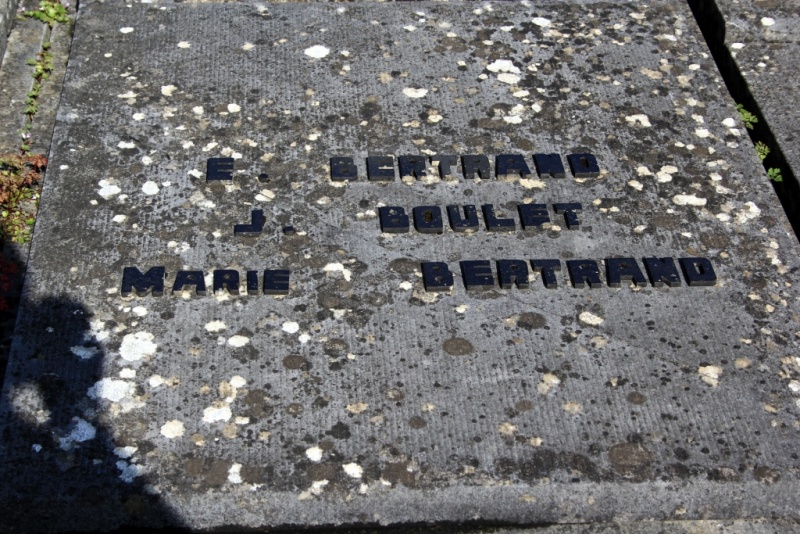 E. BERTRAND
J. BOULET
MARIE BERTRAND